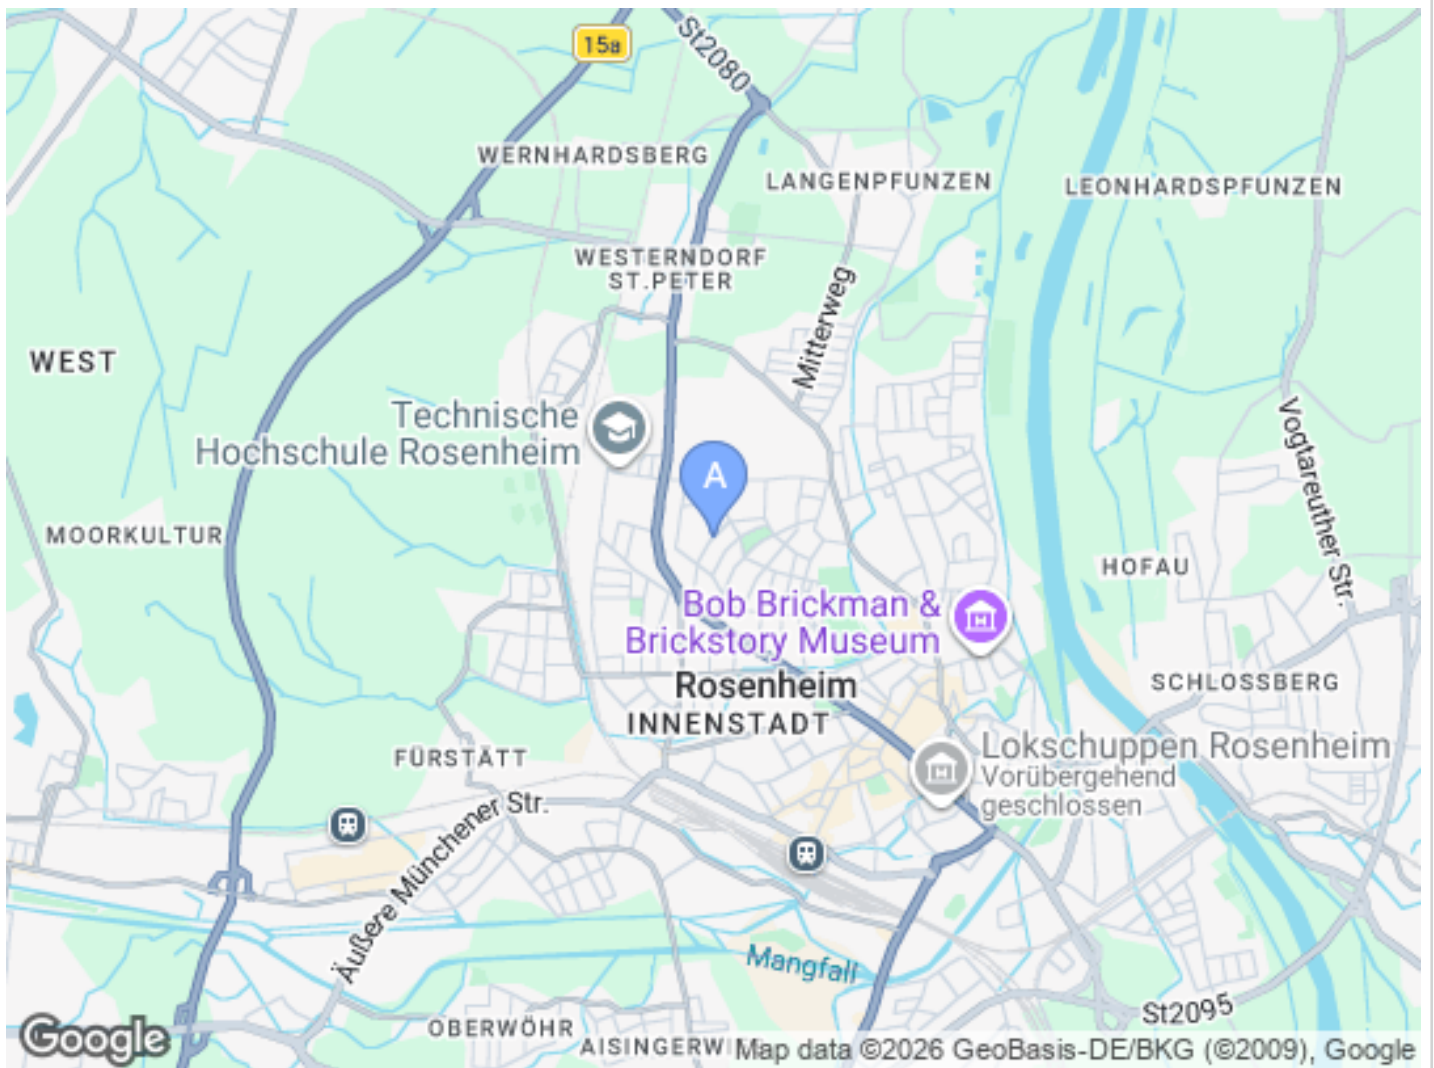 15a
St2080
WERNHARDSBERG
LANGENPFUNZEN
LEONHARDSPFUNZEN
WESTERNDORF
ST.PETER
Mitterweg
WEST
Technische
Hochschule Rosenheim
A
Vogtareuther Str.
MOORKULTUR
HOFAU
Bob Brickman &
Brickstory Museum
Rosenheim
INNENSTADT
SCHLOSSBERG
FÜRSTÄTT
Lokschuppen Rosenheim
Vorübergehend
geschlossen
Äußere Münchener Str.
Mangfall
St2095
OBERWÖHR
Google
Map data ©2026 GeoBasis-DE/BKG (©2009), Google